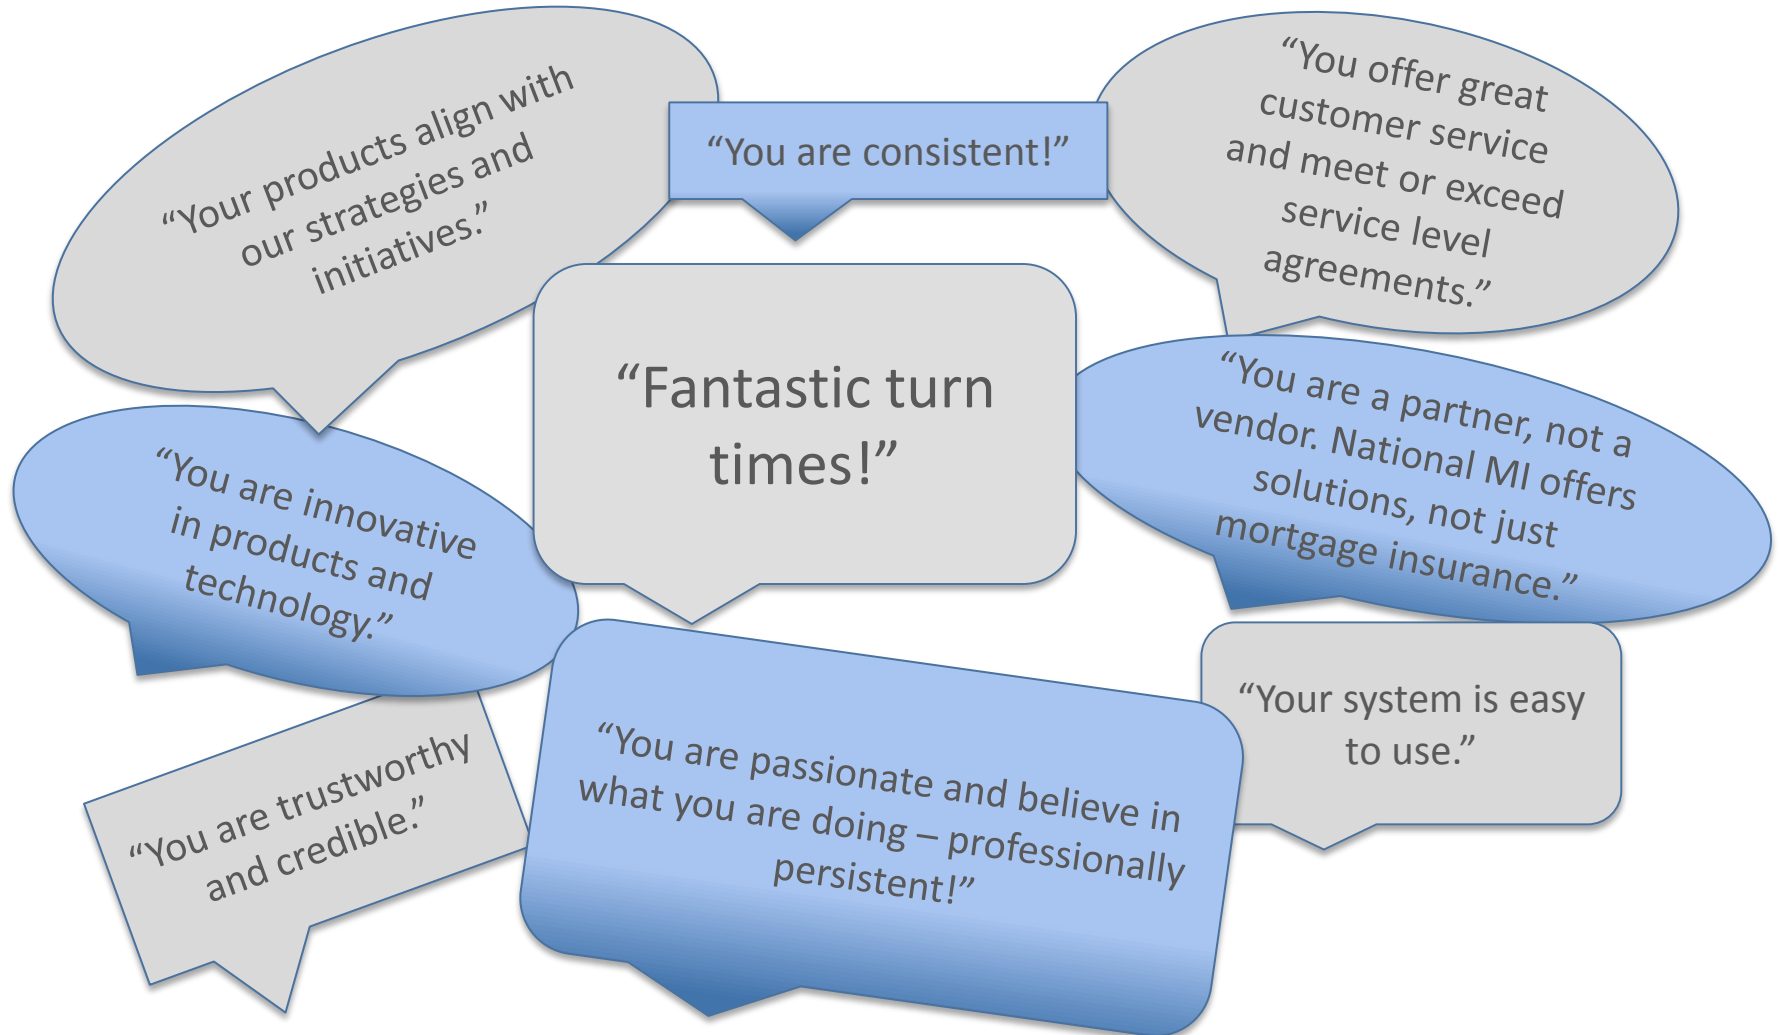 “Your products align with
our strategies and
initiatives.”
“You are consistent!”
“You offer great
customer service
and meet or exceed
service level
agreements.”
“Fantastic turn
times!”
“You are a partner, not a
vendor. National MI offers
solutions, not just
mortgage insurance.”
“You are innovative
in products and
technology.”
“Your system is easy
to use.”
“You are trustworthy
and credible.”
“You are passionate and believe in
what you are doing – professionally
persistent!”